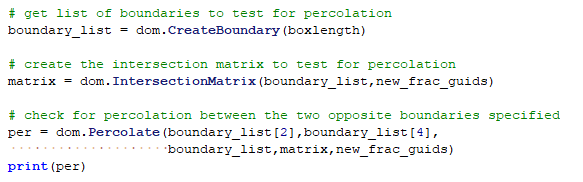 # get list of boundaries to test for percolation
boundary_list = dom.CreateBoundary(boxlength)
# create the intersection matrix to test for percolation
matrix = dom.IntersectionMatrix(boundary_list,new_frac_guids)
# check for percolation between the two opposite boundaries specified
per = dom.Percolate(boundary_list[2],boundary_list[4],
boundary_list,matrix,new_frac_guids)
print(per)